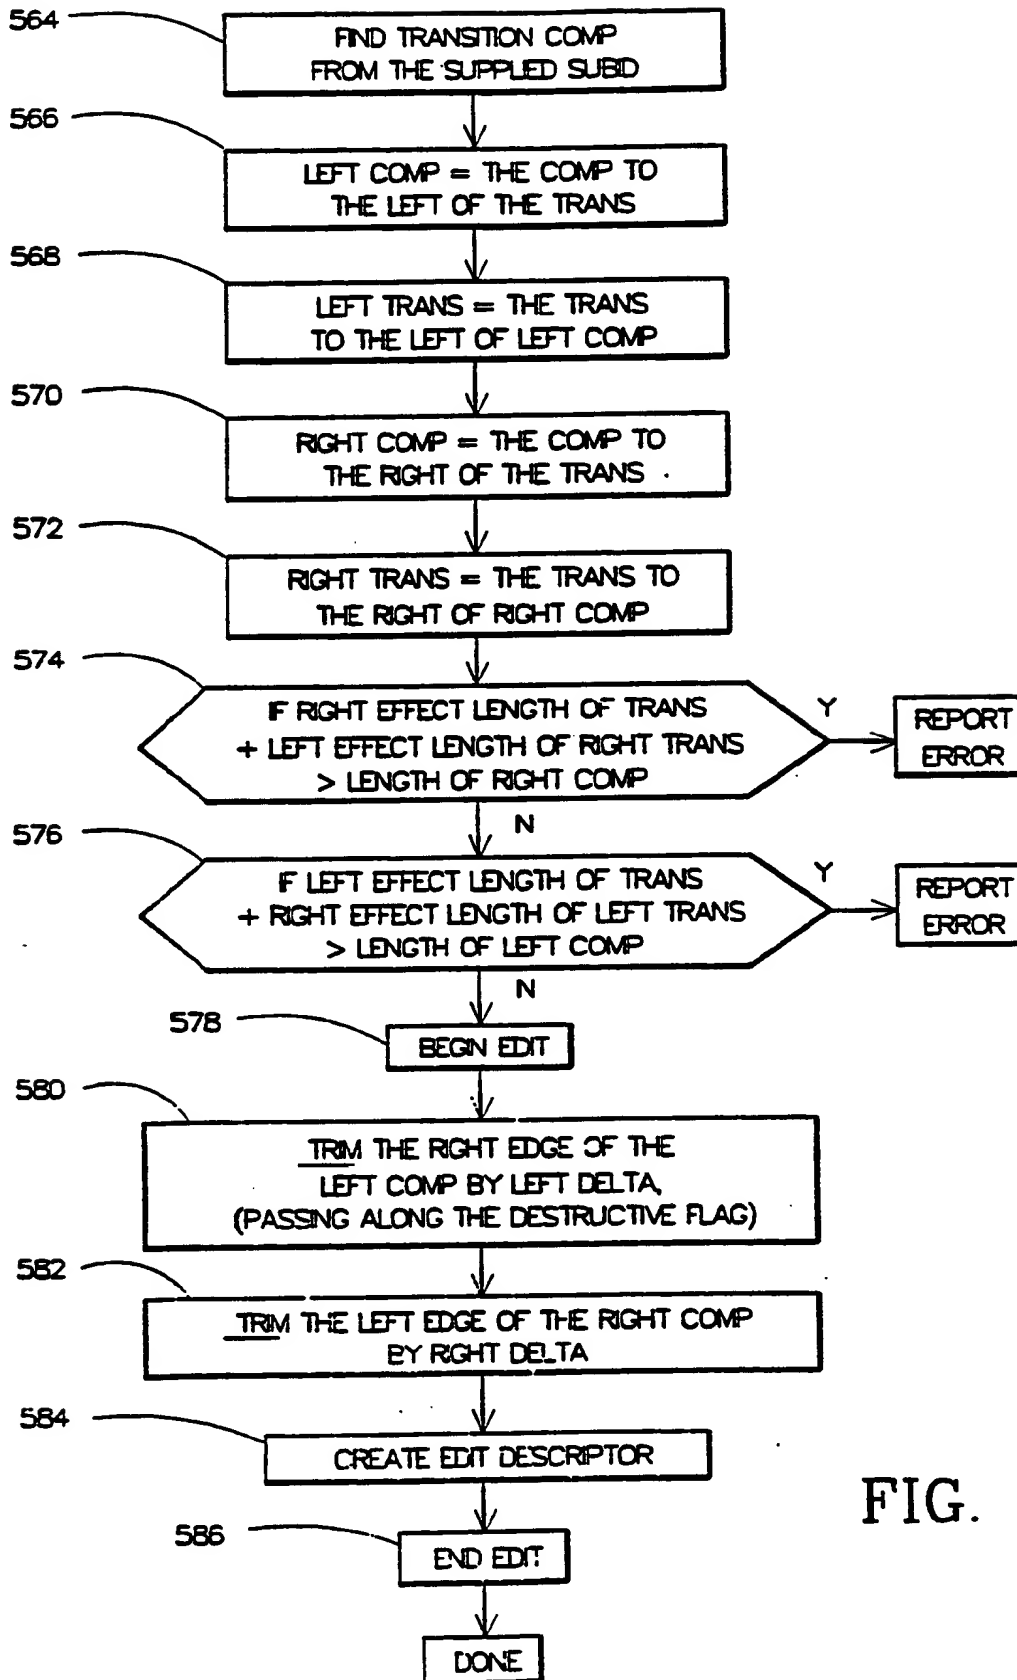 564
FIND TRANSITION COMP
FROM THE SUPPLED SUBID
566
LEFT COMP = THE COMP TO
THE LEFT OF THE TRANS
568
LEFT TRANS = THE TRANS
TO THE LEFT OF LEFT COMP
570
RIGHT COMP = THE COMP TO
THE RIGHT OF THE TRANS
572
RIGHT TRANS = THE TRANS TO
THE RIGHT OF RIGHT COMP
574
IF RIGHT EFFECT LENGTH OF TRANS
+ LEFT EFFECT LENGTH OF RIGHT TRANS
> LENGTH OF RIGHT COMP
Y
REPORT
ERROR
N
576
IF LEFT EFFECT LENGTH OF TRANS
+ RIGHT EFFECT LENGTH OF LEFT TRANS
> LENGTH OF LEFT COMP
Y
REPORT
ERROR
N
578
BEGIN EDIT
580
TRIM THE RIGHT EDGE OF THE
LEFT COMP BY LEFT DELTA,
(PASSING ALONG THE DESTRUCTIVE FLAG)
582
TRIM THE LEFT EDGE OF THE RIGHT COMP
BY RIGHT DELTA
584
CREATE EDIT DESCRIPTOR
586
END EDIT
DONE
FIG.